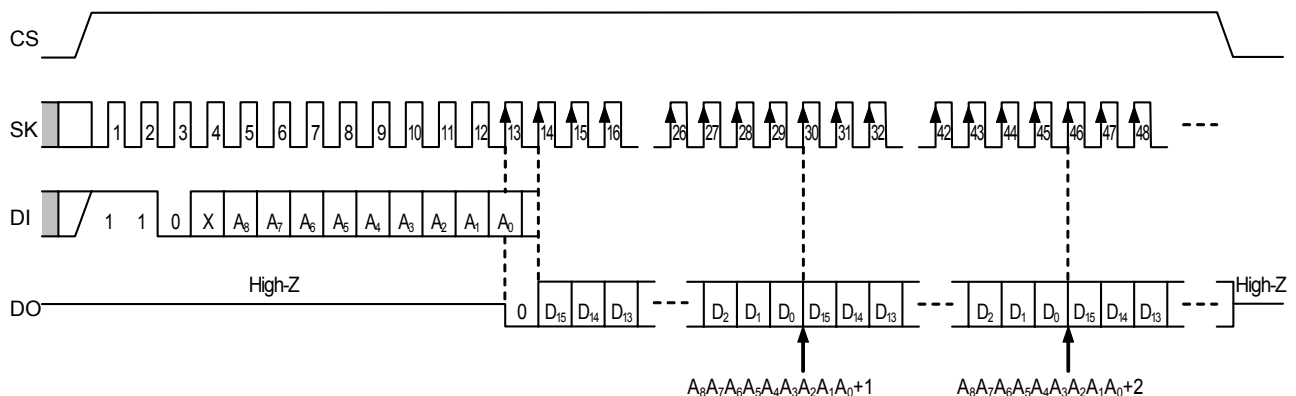 CS
SK 1 2 3 4 5 6 7 8 9 10 11 12 13 14 15 16 26 27 28 29 30 31 32 42 43 44 45 46 47 48
DI 1 1 0 X A₈ A₇ A₆ A₅ A₄ A₃ A₂ A₁ A₀
High-Z High-Z
DO 0 D₁₅ D₁₄ D₁₃ D₂ D₁ D₀ D₁₅ D₁₄ D₁₃ D₂ D₁ D₀ D₁₅ D₁₄ D₁₃
A₈A₇A₆A₅A₄A₃A₂A₁A₀+1 A₈A₇A₆A₅A₄A₃A₂A₁A₀+2